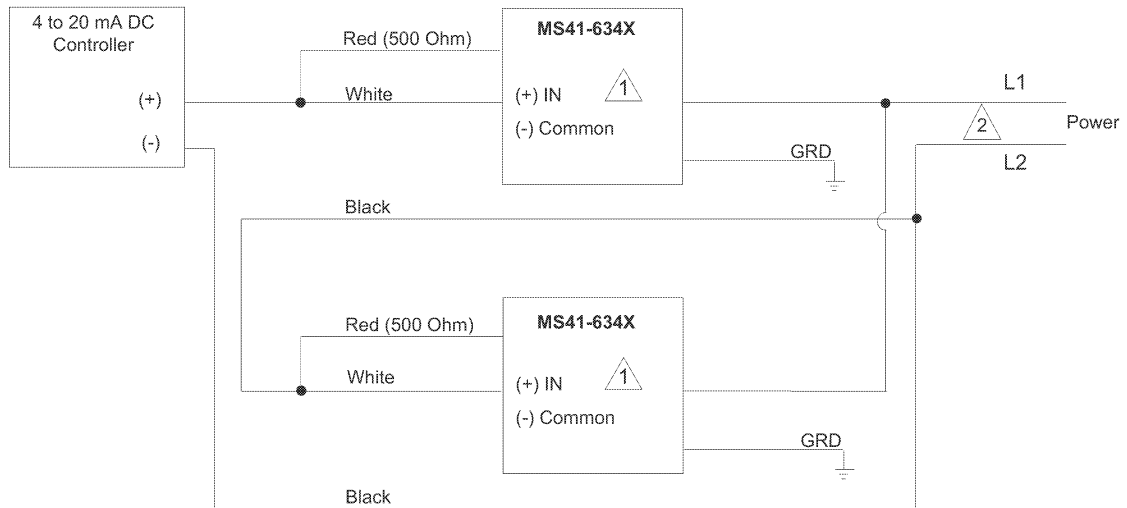 4 to 20 mA DC
Controller
(+)
(-)
Red (500 Ohm)
White
MS41-634X
(+) IN
1
(-) Common
GRD
L1
2
Power
L2
Black
Red (500 Ohm)
White
MS41-634X
(+) IN
1
(-) Common
GRD
Black